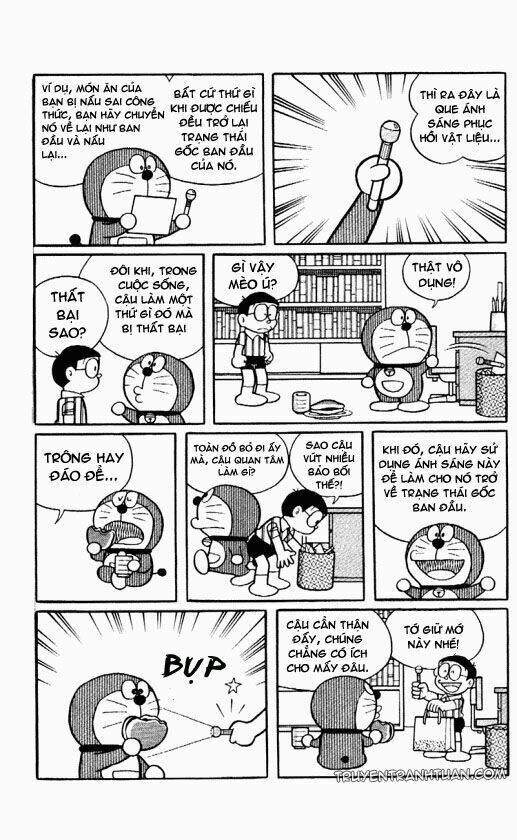 THÌ RA ĐÂY LÀ
QUE ÁNH
SÁNG PHỤC
HỒI VẬT LIỆU...
BẤT CỨ THỨ GÌ
KHI ĐƯỢC CHIẾU
ĐỀU TRỞ LẠI
TRẠNG THÁI
GỐC BAN ĐẦU
CỦA NÓ.
VÍ DỤ, MÓN ĂN CỦA
BẠN BỊ NẤU SAI CÔNG
THỨC, BẠN HÃY CHUYỂN
NÓ VỀ LẠI NHƯ BAN
ĐẦU VÀ NẤU
LẠI...
THẬT VÔ
DỤNG!
GÌ VẬY
MÈO Ú?
ĐÔI KHI, TRONG
CUỘC SỐNG,
CẬU LÀM MỘT
THỨ GÌ ĐÓ MÀ
BỊ THẤT BẠI
THẤT
BẠI
SAO?
KHI ĐÓ, CẬU HÃY SỬ
DỤNG ÁNH SÁNG NÀY
ĐỂ LÀM CHO NÓ TRỞ
VỀ TRẠNG THÁI GỐC
BAN ĐẦU.
SAO CẬU
VỨT NHIỀU
BẢO BỐI
THẾ?!
TOÀN ĐỒ BỎ ĐI ẤY
MÀ, CẬU QUAN TÂM
LÀM GÌ?
TRÔNG HAY
ĐÁO ĐỂ...
TỚ GIỮ MỚ
NÀY NHÉ!
CẬU CẨN THẬN
ĐẤY, CHÚNG
CHẲNG CÓ ÍCH
CHO MẤY ĐÂU.
BỤP
TRUYENTRANHTUAN.COM